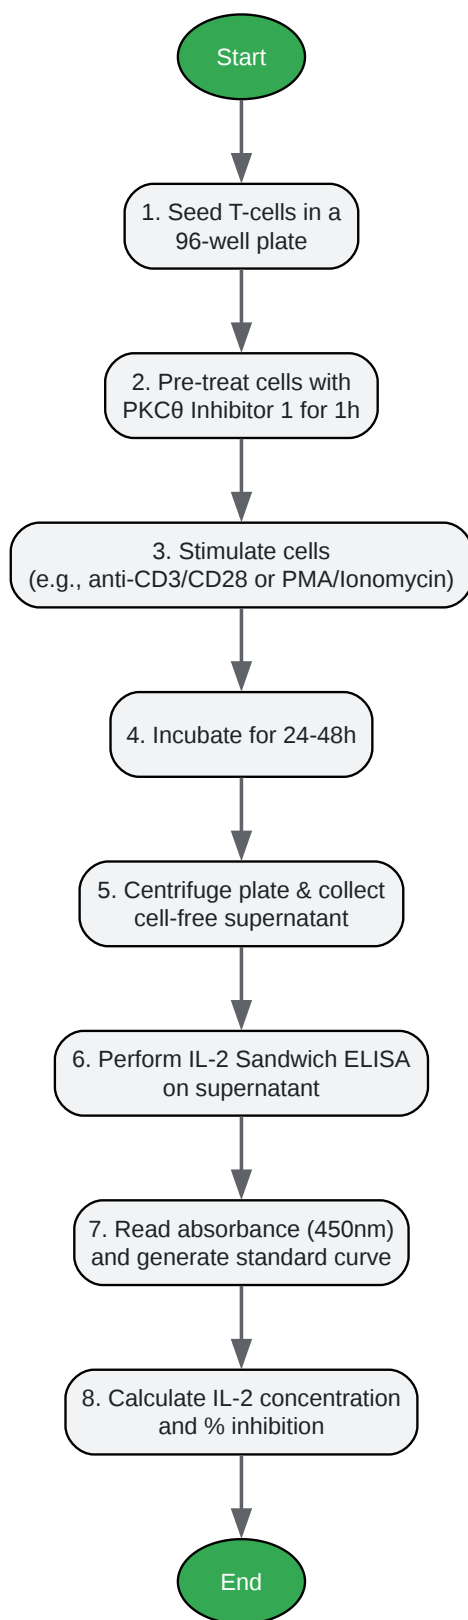 Start
1. Seed T-cells in a
96-well plate
2. Pre-treat cells with
PKCθ Inhibitor 1 for 1h
3. Stimulate cells
(e.g., anti-CD3/CD28 or PMA/Ionomycin)
4. Incubate for 24-48h
5. Centrifuge plate & collect
cell-free supernatant
6. Perform IL-2 Sandwich ELISA
on supernatant
7. Read absorbance (450nm)
and generate standard curve
8. Calculate IL-2 concentration
and % inhibition
End